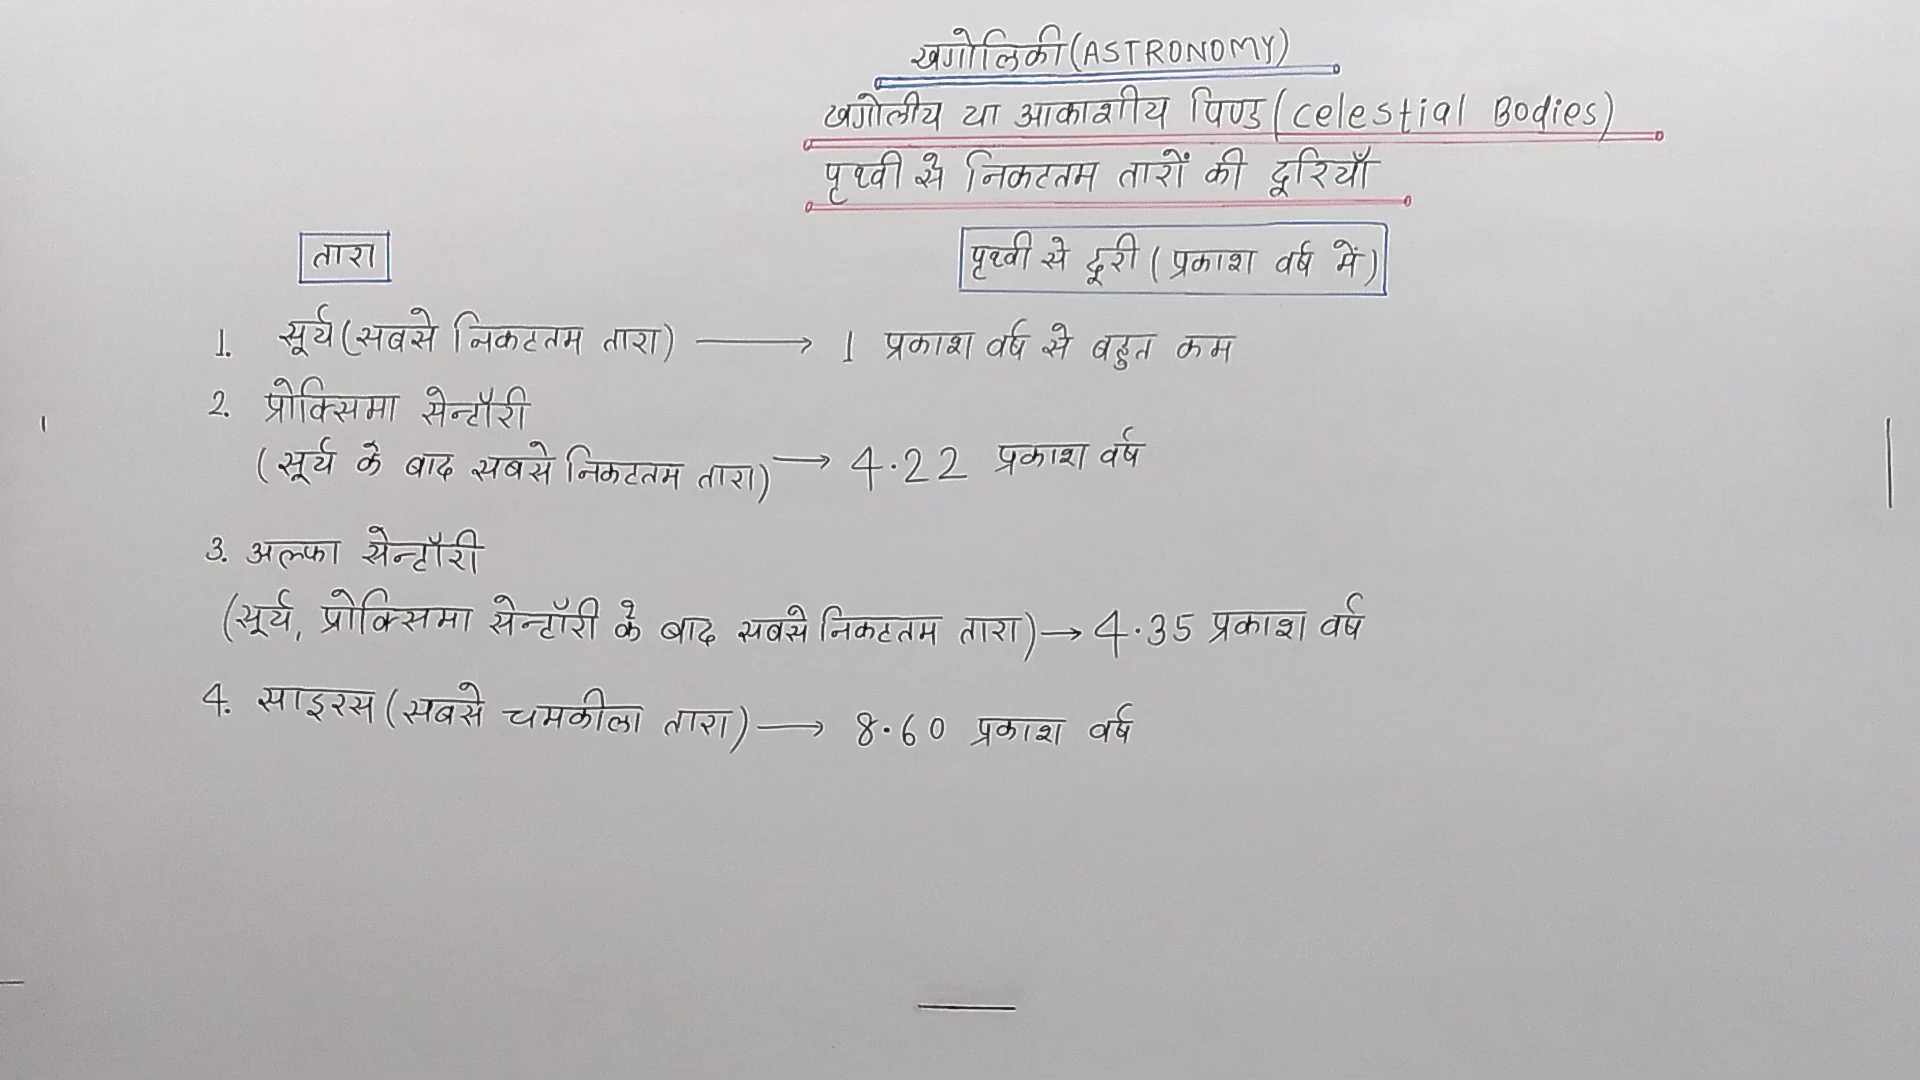 खगोलिकी (ASTRONOMY)
खगोलीय या आकाशीय पिण्ड (Celestial Bodies)
पृथ्वी से निकटतम तारों की दूरियाँ
तारा
पृथ्वी से दूरी (प्रकाश वर्ष में)
1. सूर्य (सबसे निकटतम तारा) → 1 प्रकाश वर्ष से बहुत कम
2. प्रोक्सिमा सेन्टॉरी
(सूर्य के बाद सबसे निकटतम तारा) → 4.22 प्रकाश वर्ष
3. अल्फा सेन्टॉरी
(सूर्य, प्रोक्सिमा सेन्टॉरी के बाद सबसे निकटतम तारा) → 4.35 प्रकाश वर्ष
4. साइरस (सबसे चमकीला तारा) → 8.60 प्रकाश वर्ष